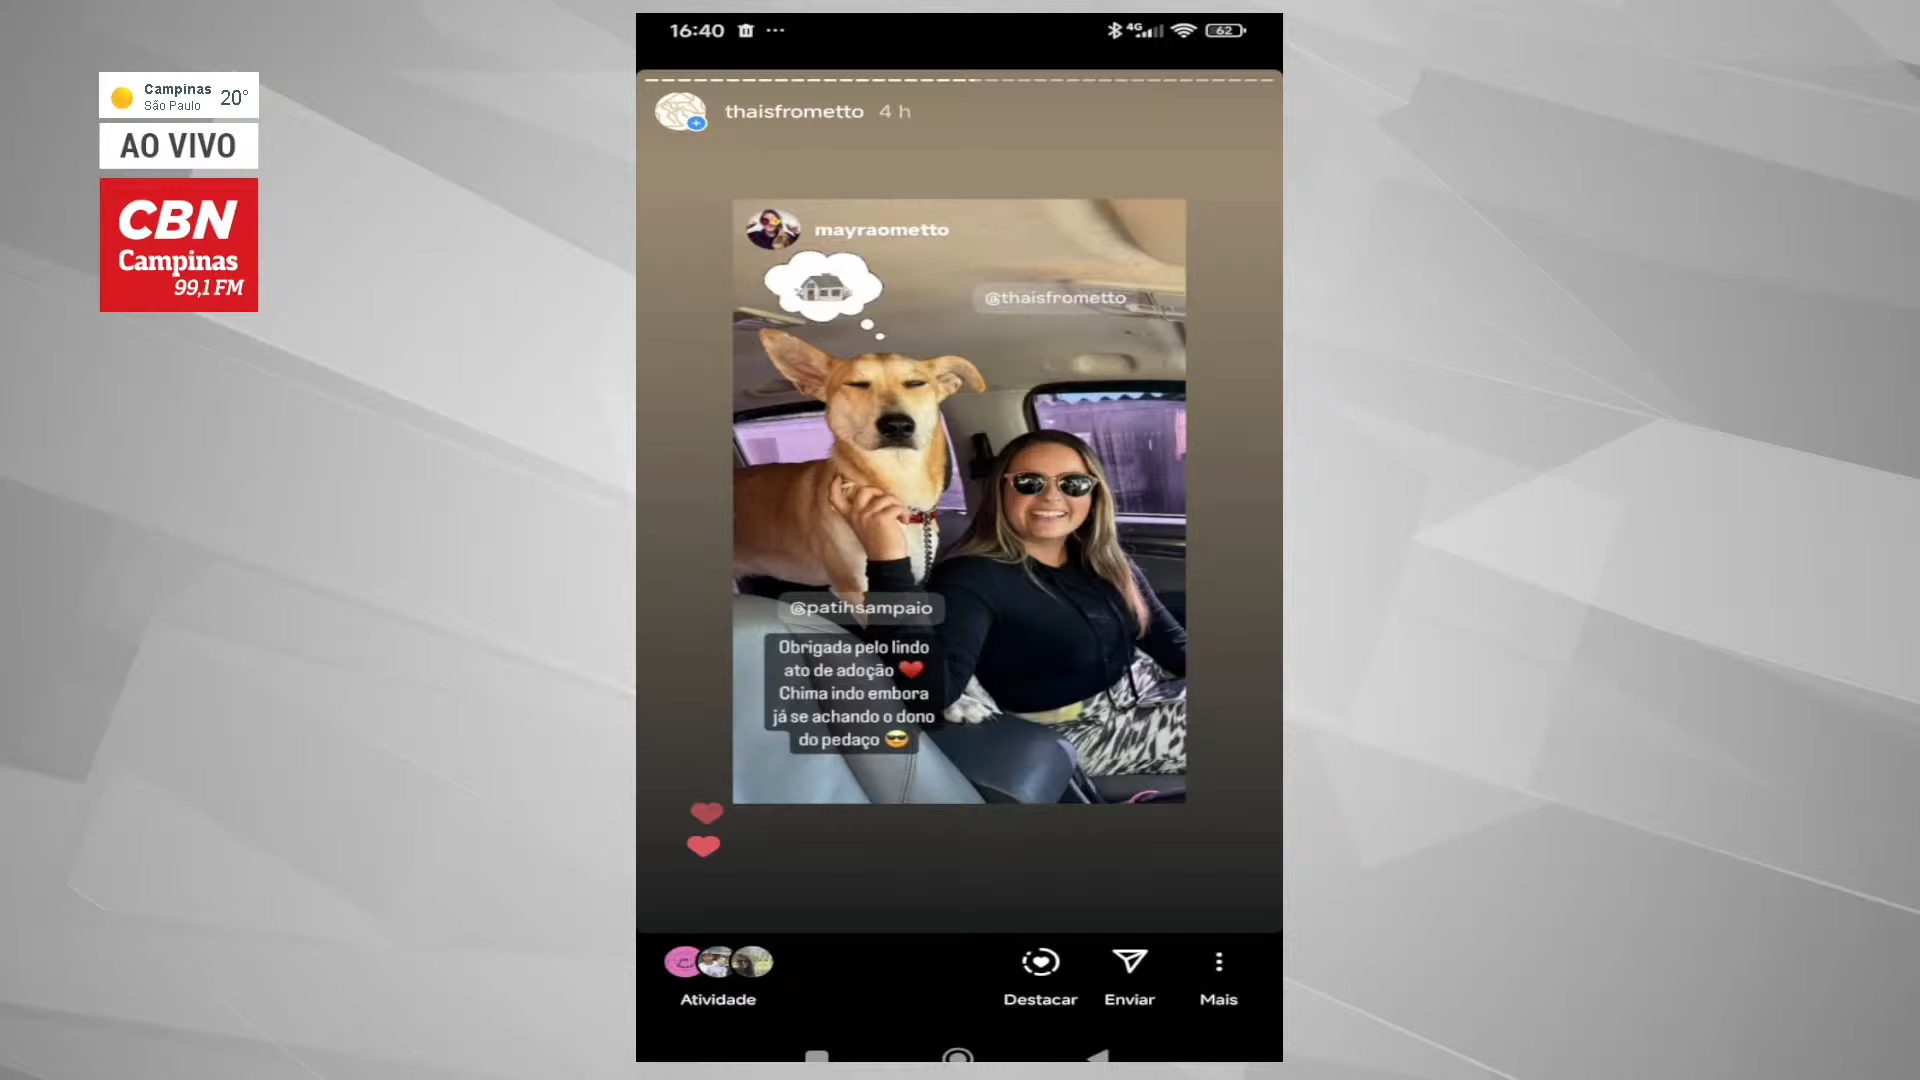 Campinas
São Paulo
20°
AO VIVO
CBN
Campinas
99,1 FM
16:40
4G
62
thaisfrometto 4 h
mayraometto
@thaisfrometto
@patihsampaio
Obrigada pelo lindo
ato de adoção ❤️
Chima indo embora
já se achando o dono
do pedaço 😎
Atividade
Destacar
Enviar
Mais